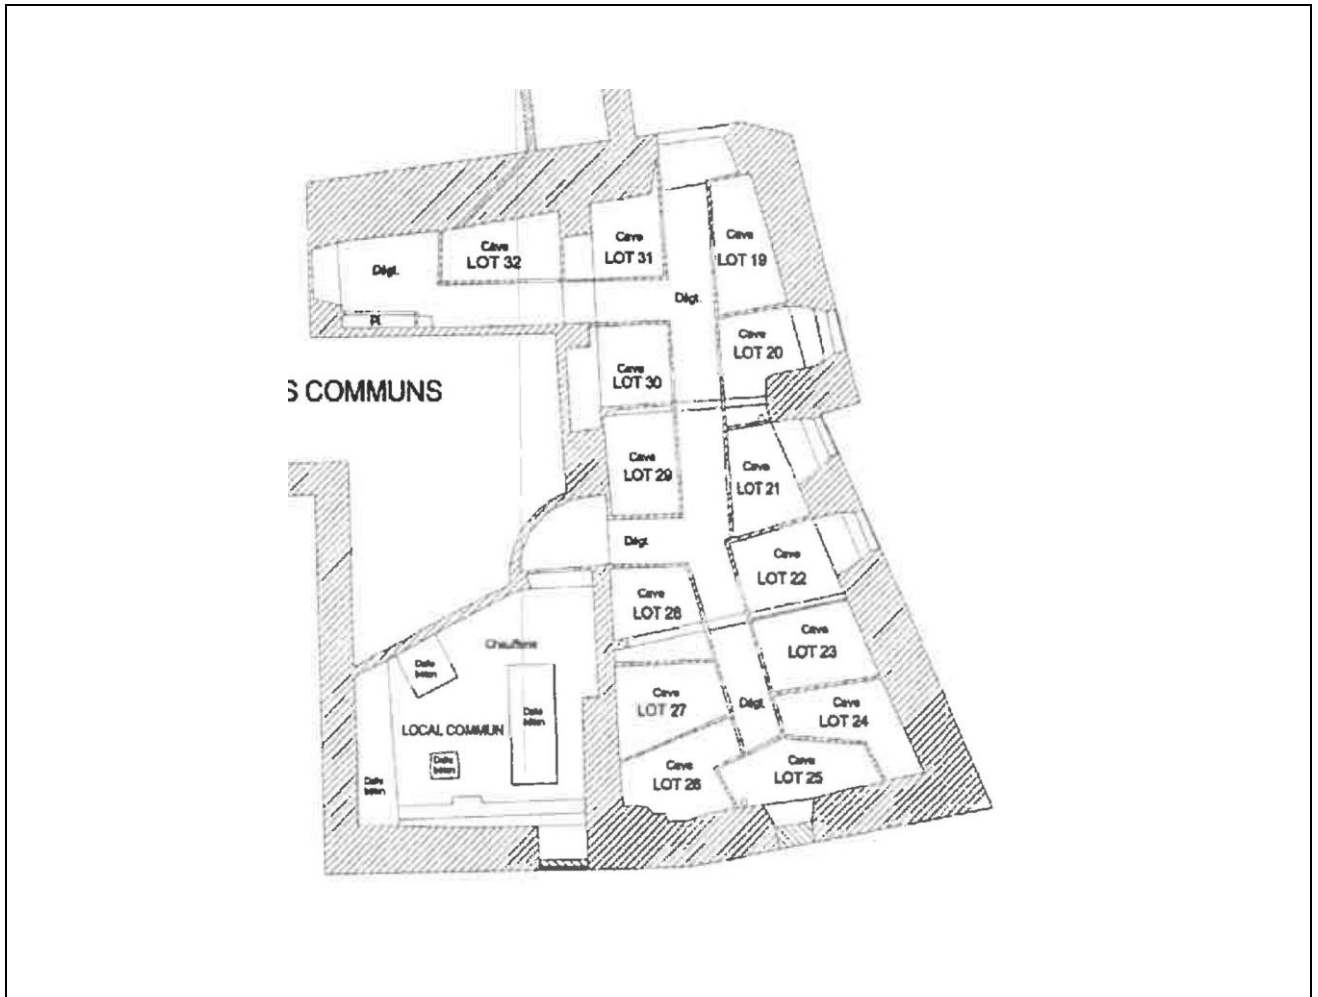 Cave
LOT 32
Cave
LOT 31
Cave
LOT 19
Dégt.
Dégt.
Pl.
Cave
LOT 20
Cave
LOT 30
S COMMUNS
Cave
LOT 29
Cave
LOT 21
Dégt
Cave
LOT 22
Cave
LOT 28
Cave
LOT 23
Chaufferie
Dalle
béton
Cave
LOT 27
Dégt.
Cave
LOT 24
LOCAL COMMUN
Dalle
béton
Dalle
béton
Cave
LOT 26
Cave
LOT 25
Dalle
béton